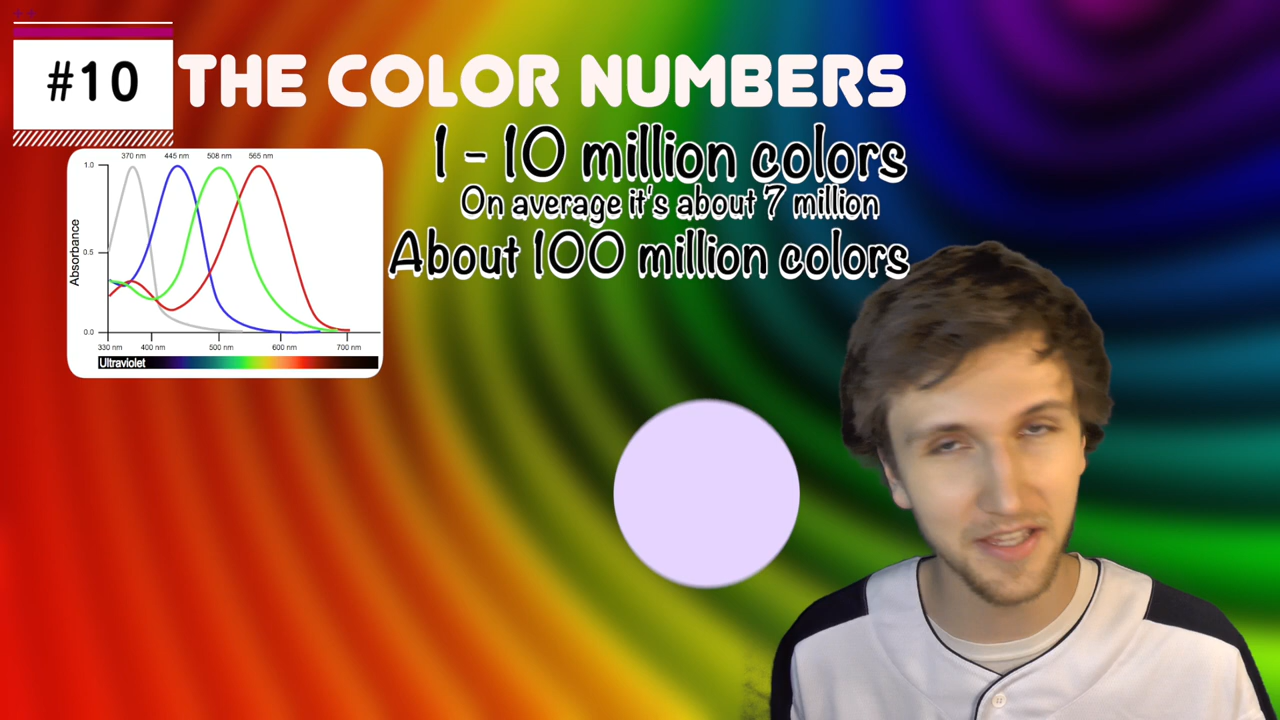 ++
#10
THE COLOR NUMBERS
1 - 10 million colors
On average it's about 7 million
About 100 million colors
370 nm 445 nm 508 nm 565 nm
1.0
Absorbance
0.5
0.0
330 nm 400 nm 500 nm 600 nm 700 nm
Ultraviolet